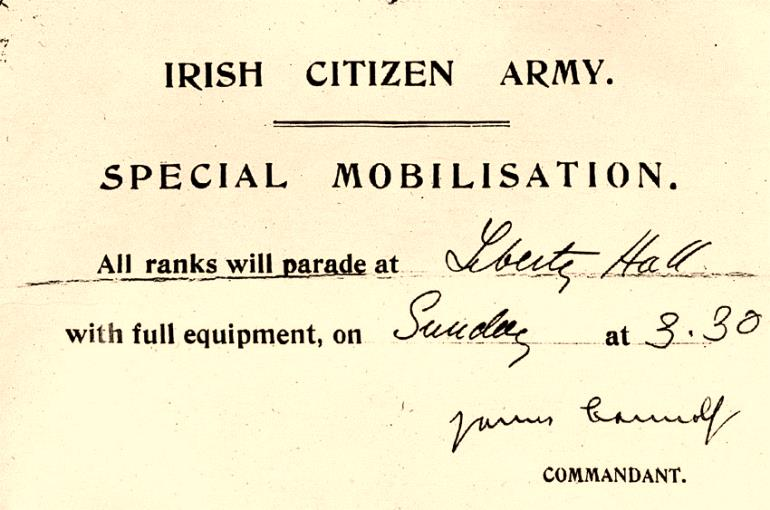 IRISH CITIZEN ARMY.
SPECIAL MOBILISATION.
All ranks will parade at Liberty Hall
with full equipment, on Sunday at 3.30
James Connolly
COMMANDANT.